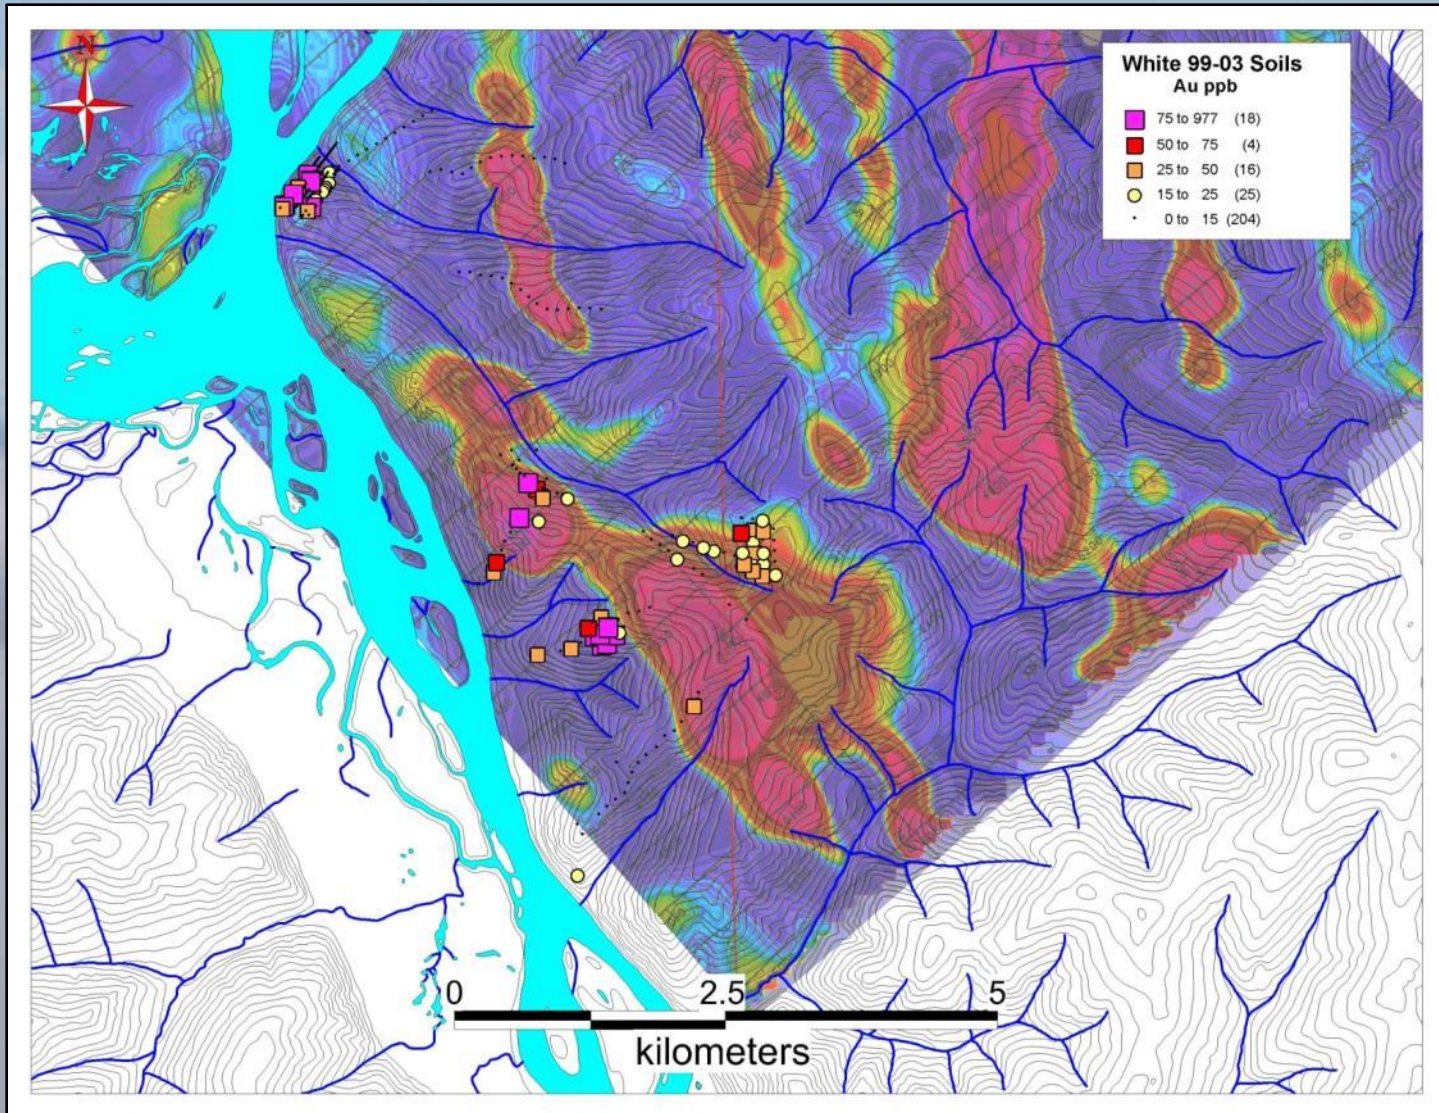 N
White 99-03 Soils
Au ppb
75 to 977 (18)
50 to 75 (4)
25 to 50 (16)
15 to 25 (25)
0 to 15 (204)
0 2.5 5
kilometers